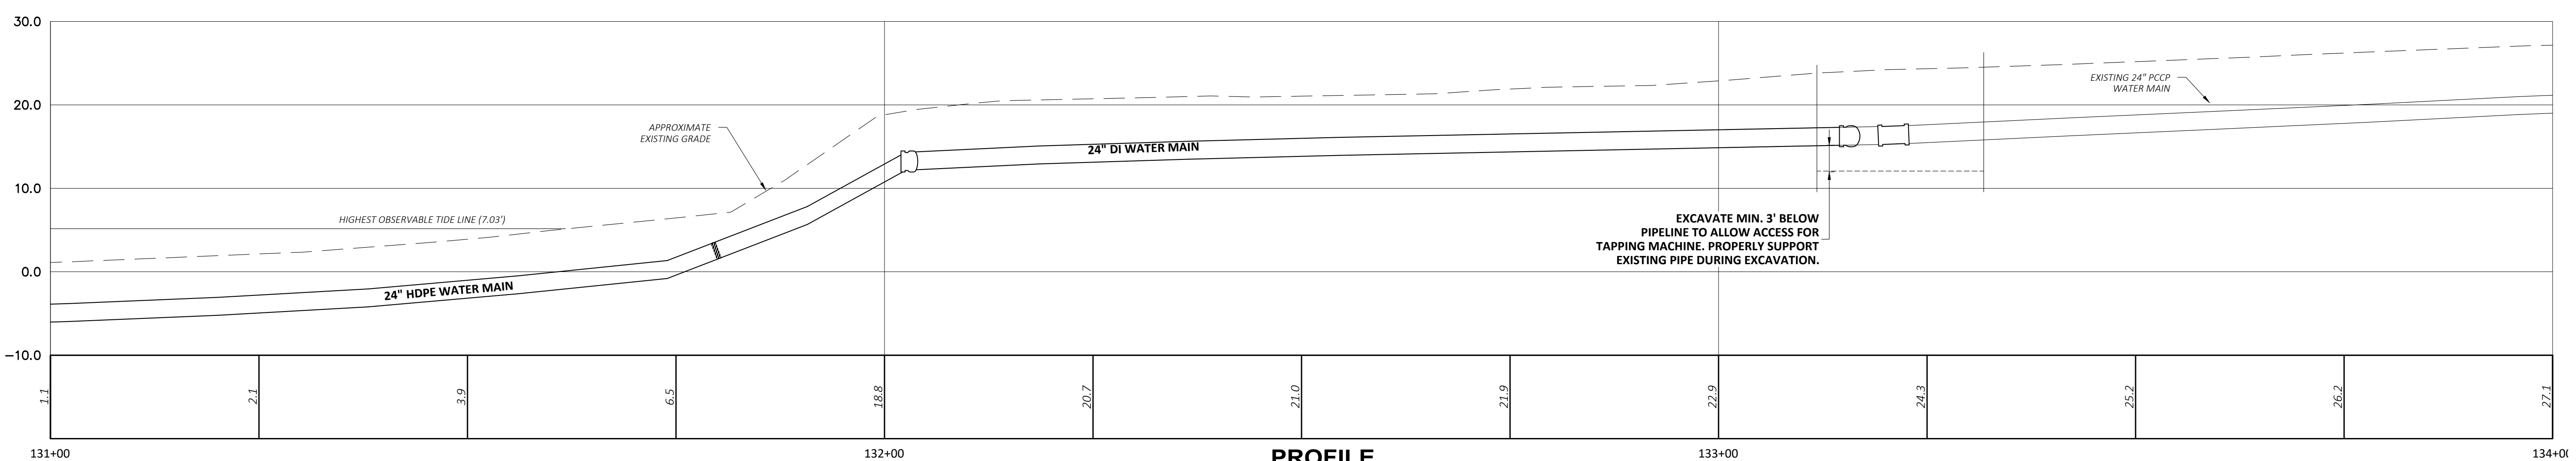 30.0
20.0
10.0
0.0
-10.0
APPROXIMATE
EXISTING GRADE
HIGHEST OBSERVABLE TIDE LINE (7.03')
24" HDPE WATER MAIN
24" DI WATER MAIN
EXISTING 24" PCCP
WATER MAIN
EXCAVATE MIN. 3' BELOW
PIPELINE TO ALLOW ACCESS FOR
TAPPING MACHINE. PROPERLY SUPPORT
EXISTING PIPE DURING EXCAVATION.
1.1
2.1
3.9
6.5
18.8
20.7
21.0
21.9
22.9
24.3
25.2
26.2
27.1
131+00
132+00
133+00
134+00
PROFILE